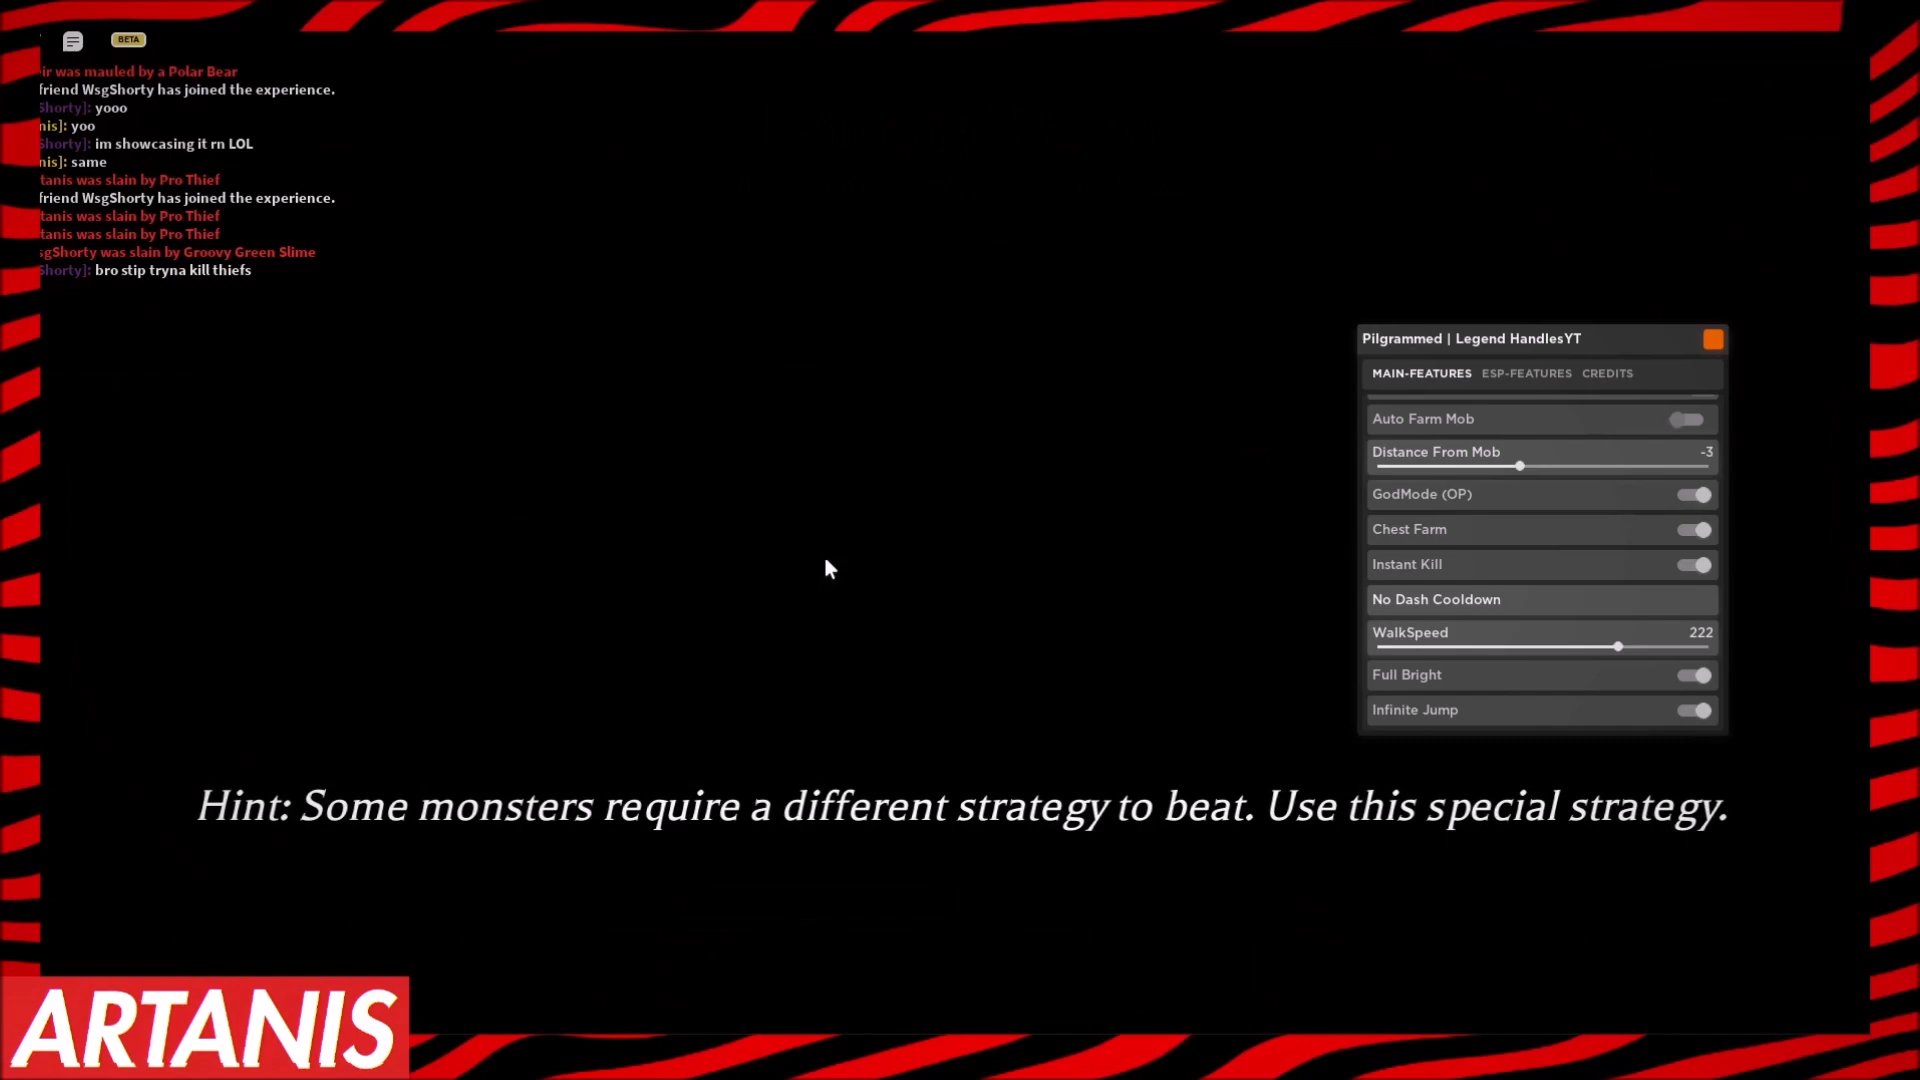 BETA
ir was mauled by a Polar Bear
friend WsgShorty has joined the experience.
Shorty]: yooo
nis]: yoo
Shorty]: im showcasing it rn LOL
nis]: same
tanis was slain by Pro Thief
friend WsgShorty has joined the experience.
tanis was slain by Pro Thief
tanis was slain by Pro Thief
sgShorty was slain by Groovy Green Slime
Shorty]: bro stip tryna kill thiefs
Pilgrammed | Legend HandlesYT
MAIN-FEATURES ESP-FEATURES CREDITS
Auto Farm Mob
Distance From Mob -3
GodMode (OP)
Chest Farm
Instant Kill
No Dash Cooldown
WalkSpeed 222
Full Bright
Infinite Jump
Hint: Some monsters require a different strategy to beat. Use this special strategy.
ARTANIS